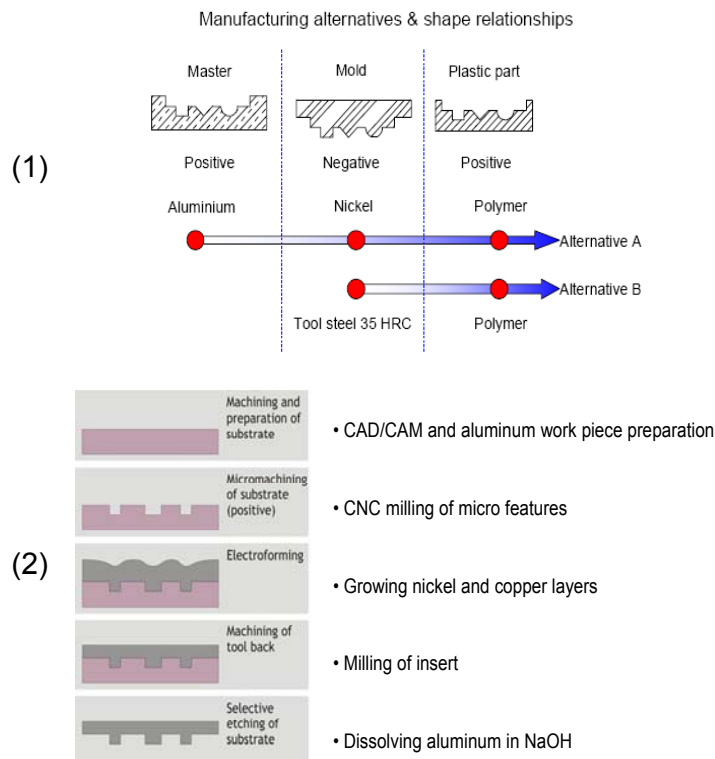 Manufacturing alternatives & shape relationships
Master Mold Plastic part
(1)
Positive Negative Positive
Aluminium Nickel Polymer
Alternative A
Alternative B
Tool steel 35 HRC Polymer
(2)
Machining and
preparation of
substrate
• CAD/CAM and aluminum work piece preparation
Micromachining
of substrate
(positive)
• CNC milling of micro features
Electroforming
• Growing nickel and copper layers
Machining of
tool back
• Milling of insert
Selective
etching of
substrate
• Dissolving aluminum in NaOH